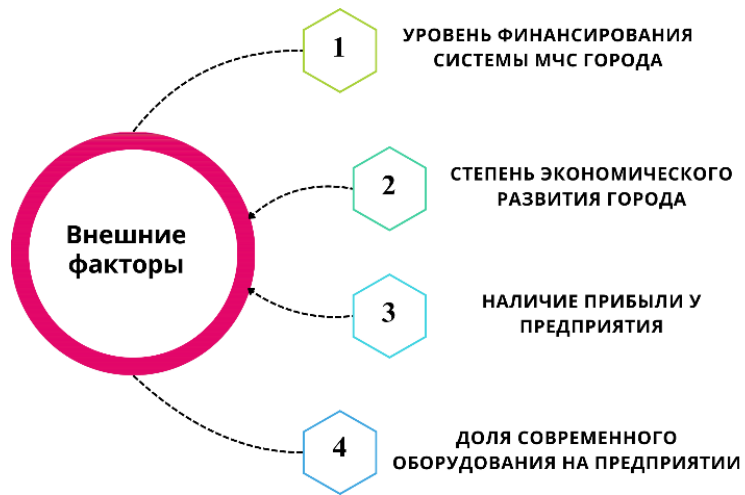 1
УРОВЕНЬ ФИНАНСИРОВАНИЯ
СИСТЕМЫ МЧС ГОРОДА
2
СТЕПЕНЬ ЭКОНОМИЧЕСКОГО
РАЗВИТИЯ ГОРОДА
Внешние
факторы
3
НАЛИЧИЕ ПРИБЫЛИ У
ПРЕДПРИЯТИЯ
4
ДОЛЯ СОВРЕМЕННОГО
ОБОРУДОВАНИЯ НА ПРЕДПРИЯТИИ